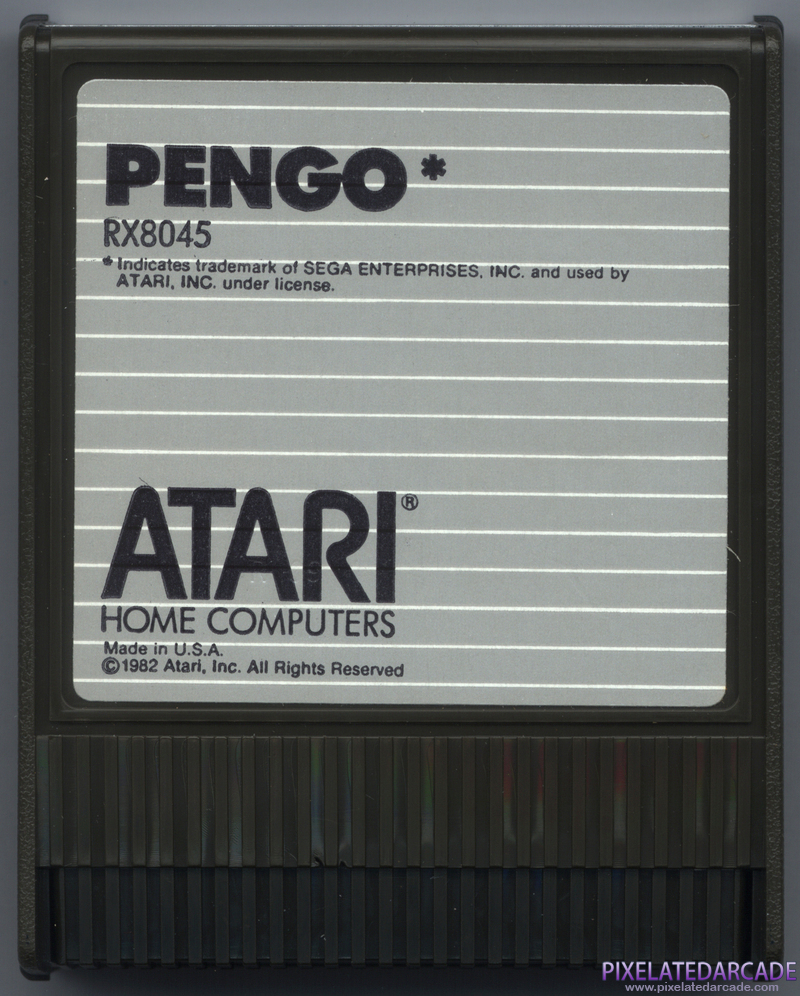 PENGO*
RX8045
*Indicates trademark of SEGA ENTERPRISES, INC. and used by
ATARI, INC. under license.
ATARI®
HOME COMPUTERS
Made in U.S.A.
©1982 Atari, Inc. All Rights Reserved
PIXELATEDARCADE
www.pixelatedarcade.com